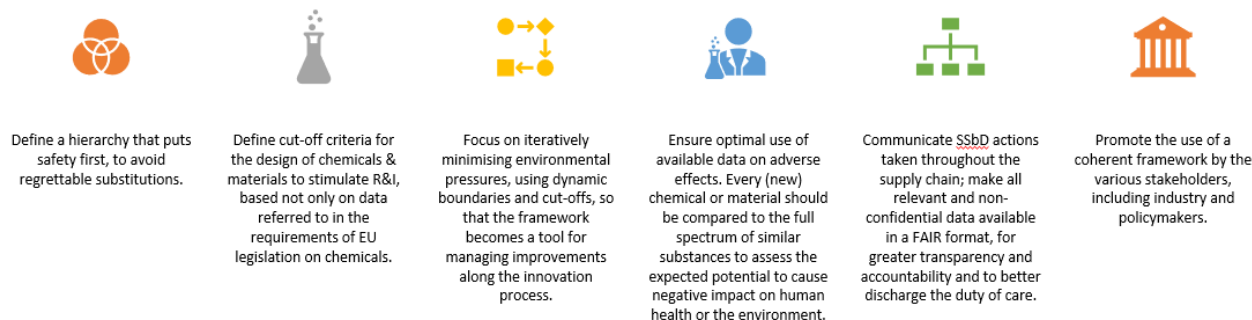 Define a hierarchy that puts
safety first, to avoid
regrettable substitutions.
Define cut-off criteria for
the design of chemicals &
materials to stimulate R&I,
based not only on data
referred to in the
requirements of EU
legislation on chemicals.
Focus on iteratively
minimising environmental
pressures, using dynamic
boundaries and cut-offs, so
that the framework
becomes a tool for
managing improvements
along the innovation
process.
Ensure optimal use of
available data on adverse
effects. Every (new)
chemical or material should
be compared to the full
spectrum of similar
substances to assess the
expected potential to cause
negative impact on human
health or the environment.
Communicate SSbD actions
taken throughout the
supply chain; make all
relevant and non-
confidential data available
in a FAIR format, for
greater transparency and
accountability and to better
discharge the duty of care.
Promote the use of a
coherent framework by the
various stakeholders,
including industry and
policymakers.